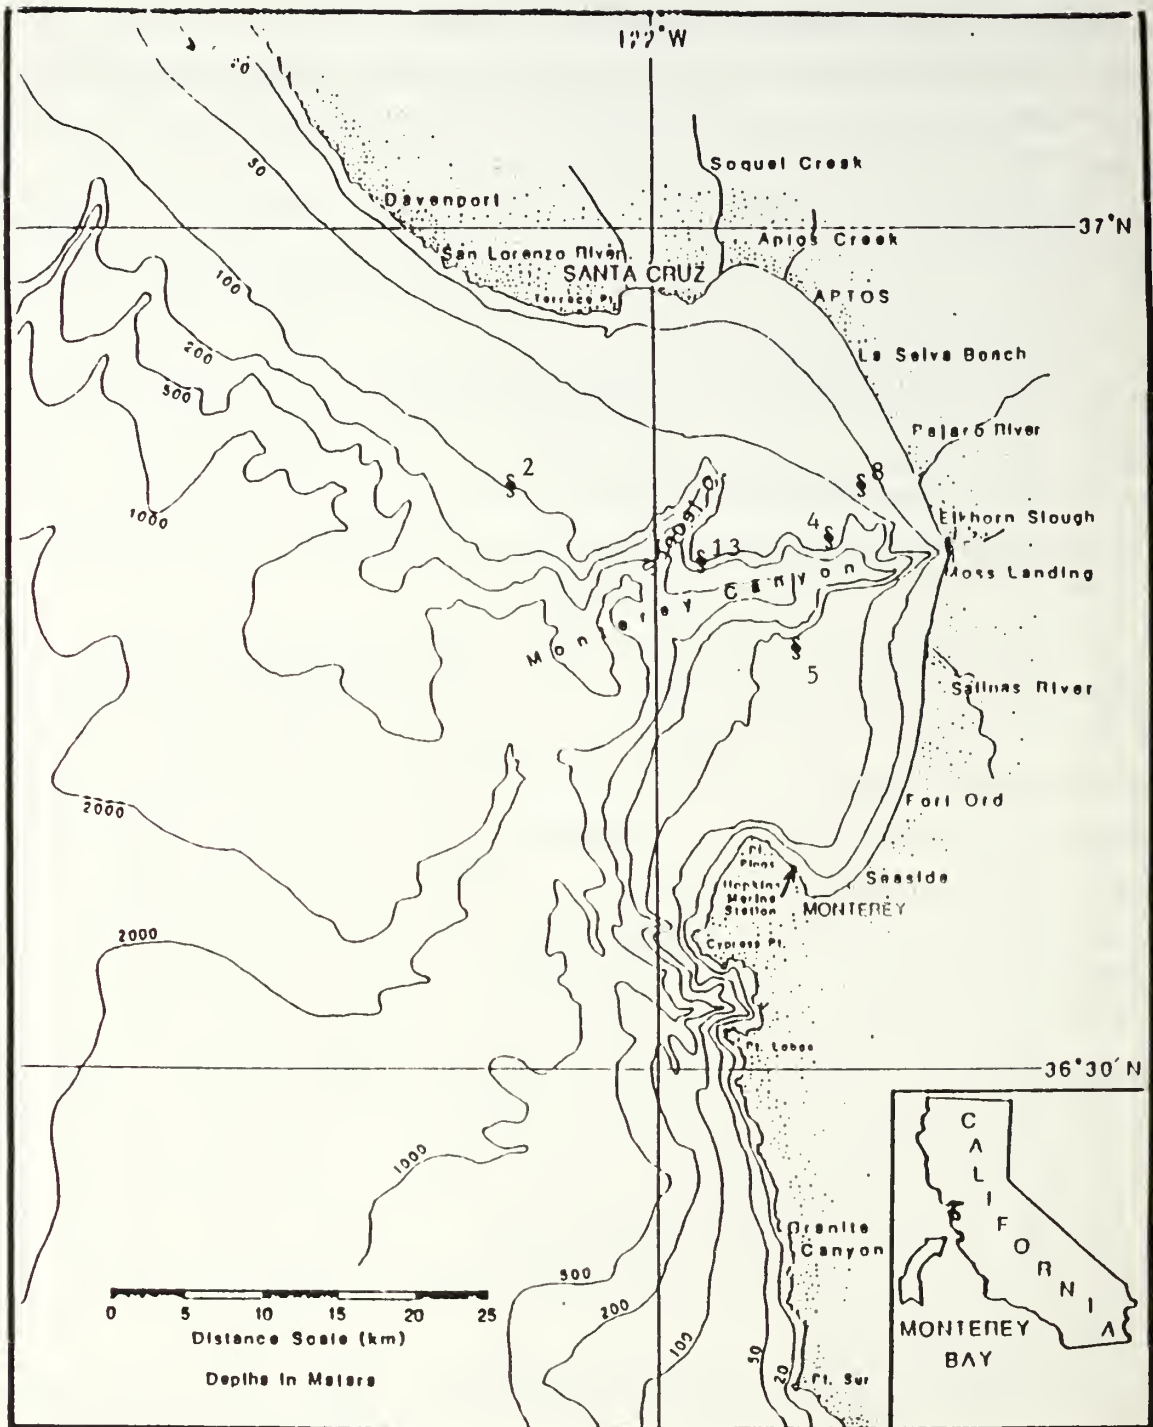 122°W
20
50
Soquel Creek
Davenport
37°N
Aptos Creek
San Lorenzo River
SANTA CRUZ
100
Terrace Pt.
APTOS
200
La Selva Beach
500
Pajaro River
2
8
1000
4
Elkhorn Slough
Soquel C.
13
Moss Landing
Monterey Canyon
5
Salinas River
2000
Fort Ord
Pt. Pinos
Seaside
Hopkins
Marine
Station
MONTEREY
2000
Cypress Pt.
Pt. Lobos
36°30'N
1000
Granite
Canyon
500
200
100
50
20
Pt. Sur
0 5 10 15 20 25
Distance Scale (km)
Depths in Meters
CALIFORNIA
MONTEREY
BAY